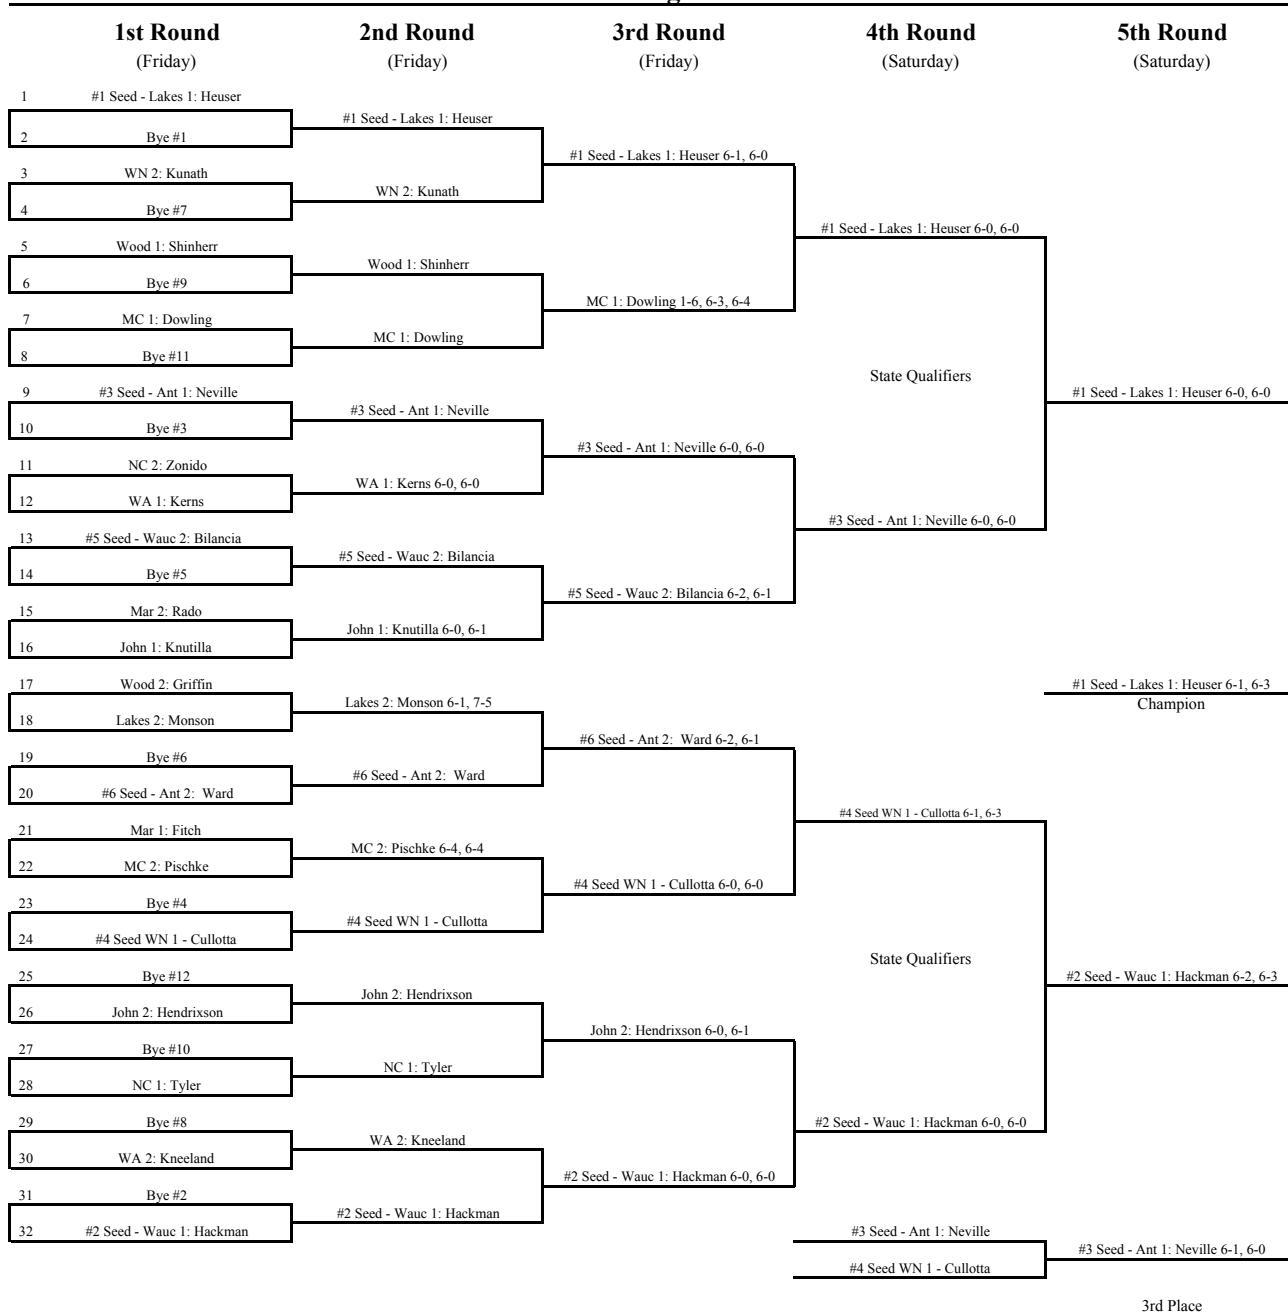 1st Round
(Friday)
2nd Round
(Friday)
3rd Round
(Friday)
4th Round
(Saturday)
5th Round
(Saturday)
1 #1 Seed - Lakes 1: Heuser
2 Bye #1
3 WN 2: Kunath
4 Bye #7
5 Wood 1: Shinherr
6 Bye #9
7 MC 1: Dowling
8 Bye #11
9 #3 Seed - Ant 1: Neville
10 Bye #3
11 NC 2: Zonido
12 WA 1: Kerns
13 #5 Seed - Wauc 2: Bilancia
14 Bye #5
15 Mar 2: Rado
16 John 1: Knutilla
17 Wood 2: Griffin
18 Lakes 2: Monson
19 Bye #6
20 #6 Seed - Ant 2:  Ward
21 Mar 1: Fitch
22 MC 2: Pischke
23 Bye #4
24 #4 Seed WN 1 - Cullotta
25 Bye #12
26 John 2: Hendrixson
27 Bye #10
28 NC 1: Tyler
29 Bye #8
30 WA 2: Kneeland
31 Bye #2
32 #2 Seed - Wauc 1: Hackman
#1 Seed - Lakes 1: Heuser
WN 2: Kunath
Wood 1: Shinherr
MC 1: Dowling
#3 Seed - Ant 1: Neville
WA 1: Kerns 6-0, 6-0
#5 Seed - Wauc 2: Bilancia
John 1: Knutilla 6-0, 6-1
Lakes 2: Monson 6-1, 7-5
#6 Seed - Ant 2:  Ward
MC 2: Pischke 6-4, 6-4
#4 Seed WN 1 - Cullotta
John 2: Hendrixson
NC 1: Tyler
WA 2: Kneeland
#2 Seed - Wauc 1: Hackman
#1 Seed - Lakes 1: Heuser 6-1, 6-0
MC 1: Dowling 1-6, 6-3, 6-4
#3 Seed - Ant 1: Neville 6-0, 6-0
#5 Seed - Wauc 2: Bilancia 6-2, 6-1
#6 Seed - Ant 2:  Ward 6-2, 6-1
#4 Seed WN 1 - Cullotta 6-0, 6-0
John 2: Hendrixson 6-0, 6-1
#2 Seed - Wauc 1: Hackman 6-0, 6-0
#1 Seed - Lakes 1: Heuser 6-0, 6-0
State Qualifiers
#3 Seed - Ant 1: Neville 6-0, 6-0
#4 Seed WN 1 - Cullotta 6-1, 6-3
State Qualifiers
#2 Seed - Wauc 1: Hackman 6-0, 6-0
#3 Seed - Ant 1: Neville
#4 Seed WN 1 - Cullotta
#1 Seed - Lakes 1: Heuser 6-0, 6-0
#1 Seed - Lakes 1: Heuser 6-1, 6-3
Champion
#2 Seed - Wauc 1: Hackman 6-2, 6-3
#3 Seed - Ant 1: Neville 6-1, 6-0
3rd Place